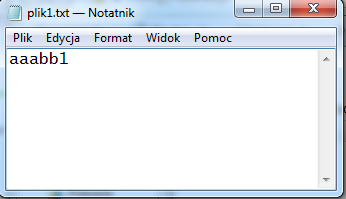 plik1.txt — Notatnik
Plik Edycja Format Widok Pomoc
aaabb1